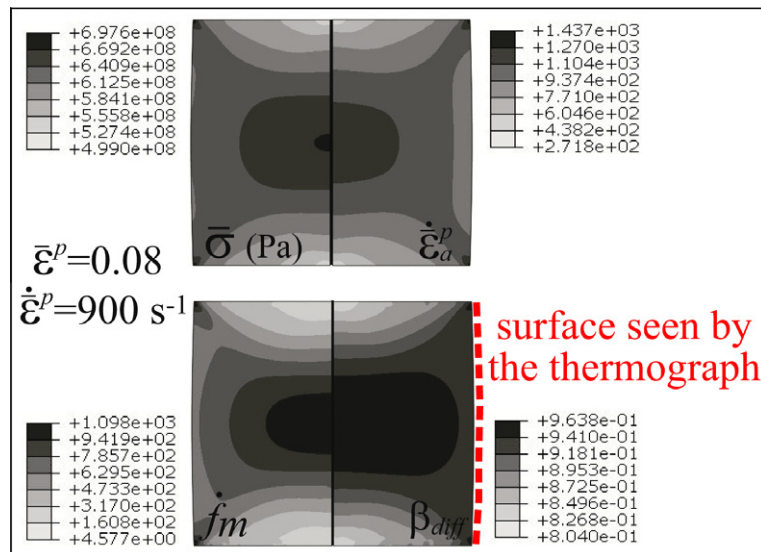 +6.976e+08
+6.692e+08
+6.409e+08
+6.125e+08
+5.841e+08
+5.558e+08
+5.274e+08
+4.990e+08
+1.437e+03
+1.270e+03
+1.104e+03
+9.374e+02
+7.710e+02
+6.046e+02
+4.382e+02
+2.718e+02
σ̅ (Pa)
ε̅̇ᵖₐ
ε̅ᵖ=0.08
ε̅̇ᵖ=900 s⁻¹
surface seen by
the thermograph
+1.098e+03
+9.419e+02
+7.857e+02
+6.295e+02
+4.733e+02
+3.170e+02
+1.608e+02
+4.577e+00
ḟm
β_diff
+9.638e-01
+9.410e-01
+9.181e-01
+8.953e-01
+8.725e-01
+8.496e-01
+8.268e-01
+8.040e-01